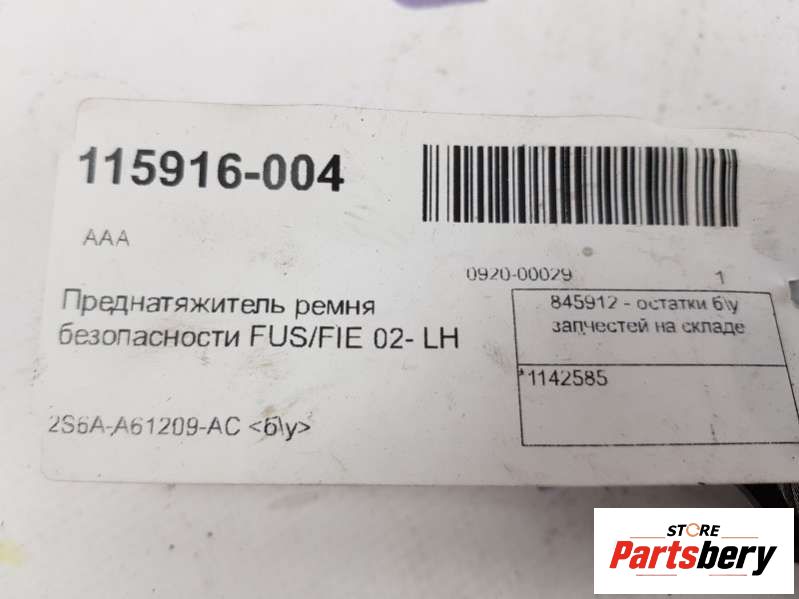 115916-004
AAA
0920-00029 1
Преднатяжитель ремня
безопасности FUS/FIE 02- LH
845912 - остатки б\у
запчестей на складе
*1142585
2S6A-A61209-AC <б\у>
STORE
Partsbery